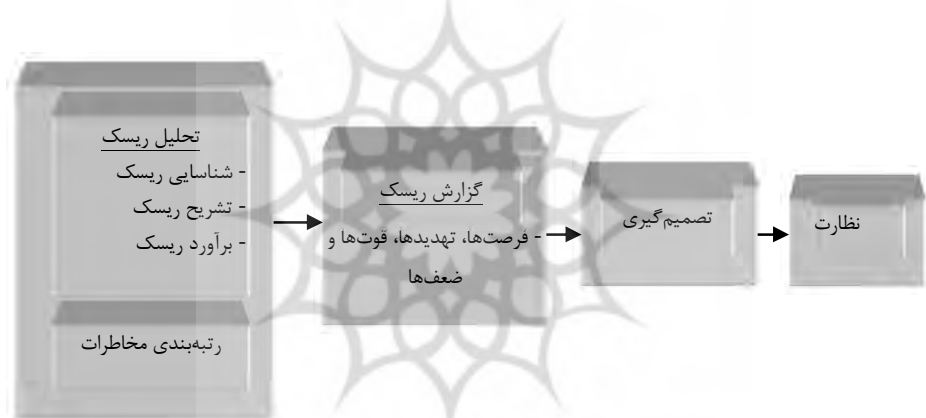 تحلیل ریسک
- شناسایی ریسک
- تشریح ریسک
- برآورد ریسک
رتبه‌بندی مخاطرات
گزارش ریسک
- فرصت‌ها، تهدیدها، قوت‌ها و
ضعف‌ها
تصمیم‌گیری
نظارت